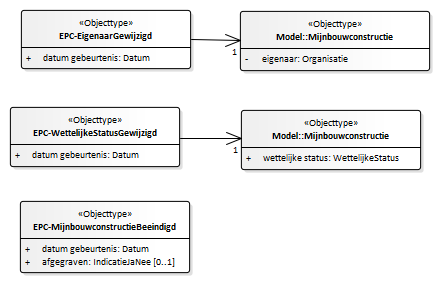 «Objecttype»
EPC-EigenaarGewijzigd
+ datum gebeurtenis: Datum
1
«Objecttype»
Model::Mijnbouwconstructie
- eigenaar: Organisatie
«Objecttype»
EPC-WettelijkeStatusGewijzigd
+ datum gebeurtenis: Datum
1
«Objecttype»
Model::Mijnbouwconstructie
+ wettelijke status: WettelijkeStatus
«Objecttype»
EPC-MijnbouwconstructieBeeindigd
+ datum gebeurtenis: Datum
+ afgegraven: IndicatieJaNee [0..1]